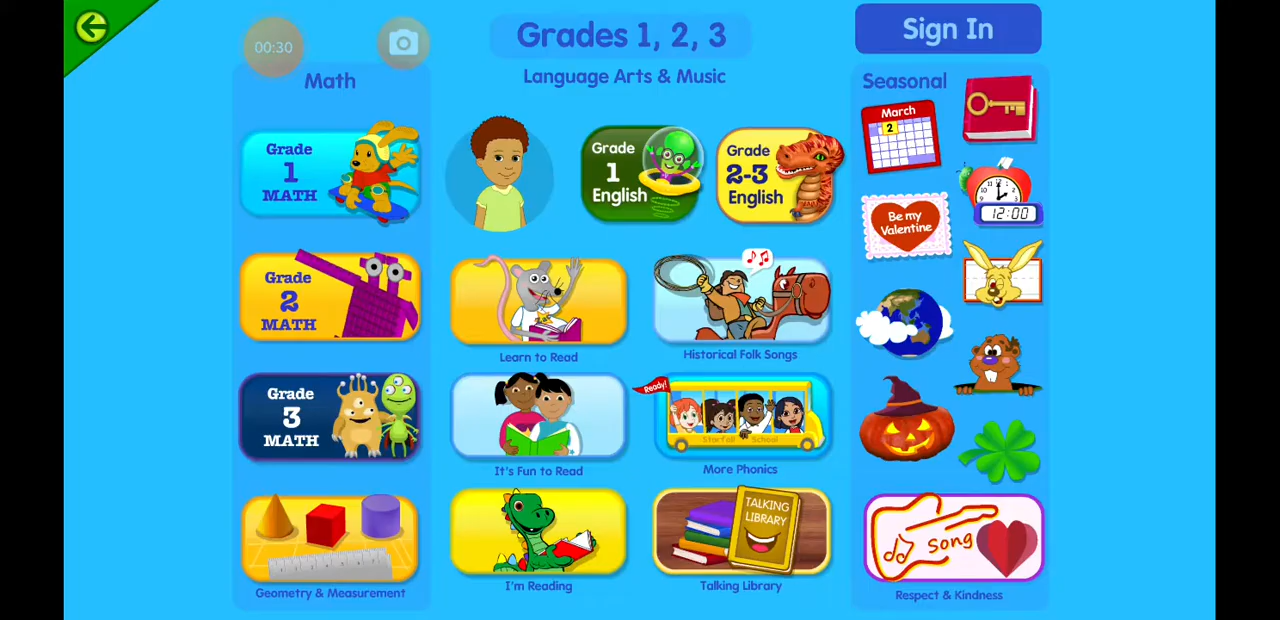 00:30
Grades 1, 2, 3
Sign In
Math
Language Arts & Music
Seasonal
Grade
1
MATH
Grade
1
English
Grade
2-3
English
March
2
12:00
Be my
Valentine
Grade
2
MATH
Learn to Read
Historical Folk Songs
Grade
3
MATH
Ready!
Starfall School
It's Fun to Read
More Phonics
TALKING
LIBRARY
song
Geometry & Measurement
I'm Reading
Talking Library
Respect & Kindness